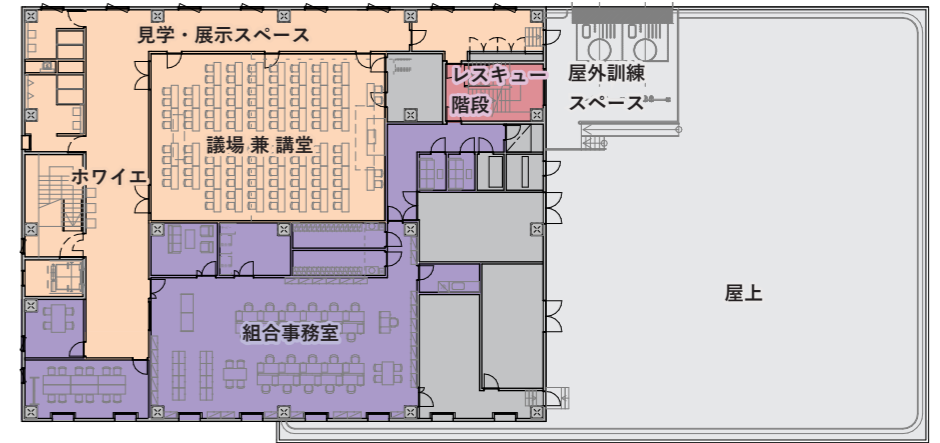 見学・展示スペース
レスキュー
階段
屋外訓練
スペース
議場 兼 講堂
ホワイエ
組合事務室
屋上